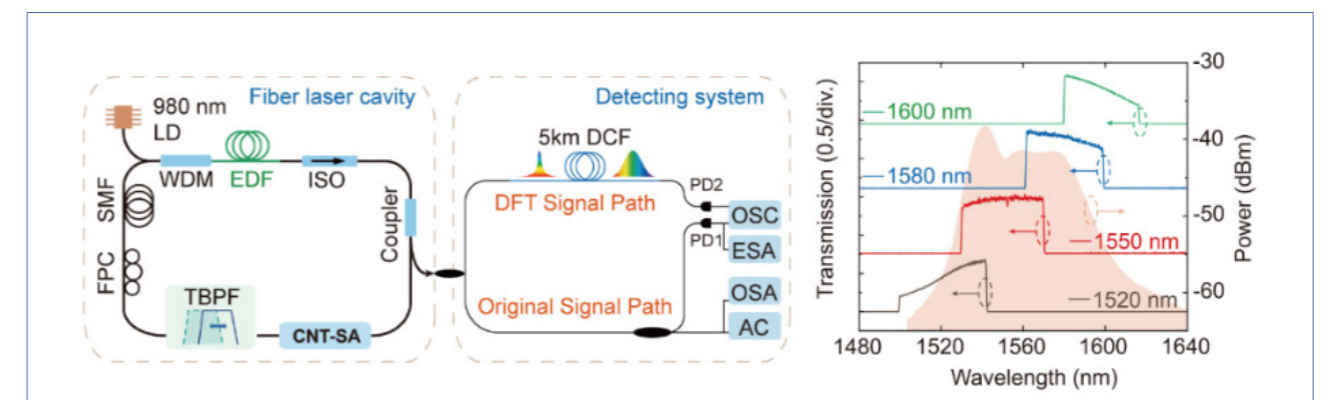 Fiber laser cavity
980 nm
LD
WDM
EDF
ISO
SMF
FPC
Coupler
TBPF
CNT-SA
Detecting system
5km DCF
DFT Signal Path
PD2
PD1
OSC
ESA
Original Signal Path
OSA
AC
Transmission (0.5/div.)
1600 nm
1580 nm
1550 nm
1520 nm
-30
-40
-50
-60
Power (dBm)
1480 1520 1560 1600 1640
Wavelength (nm)